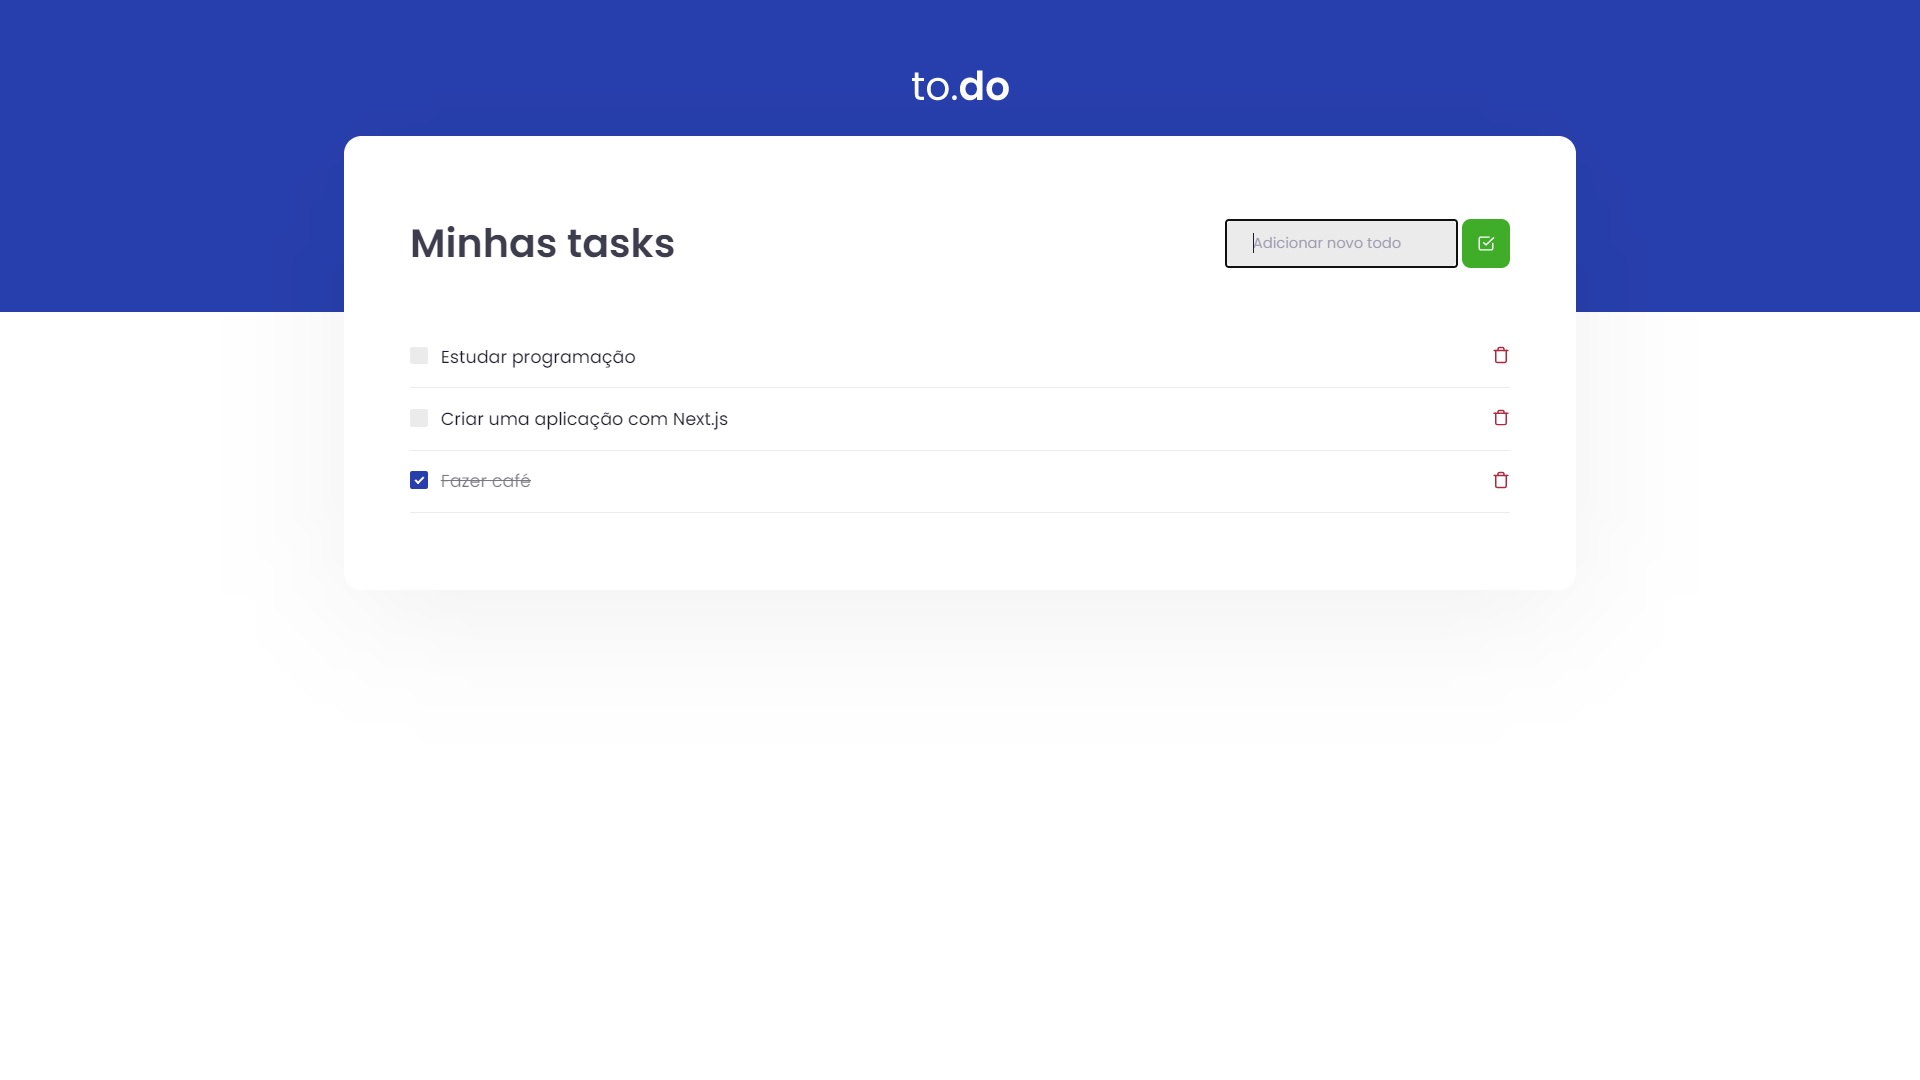 to.do
Minhas tasks
Adicionar novo todo
Estudar programação
Criar uma aplicação com Next.js
Fazer café